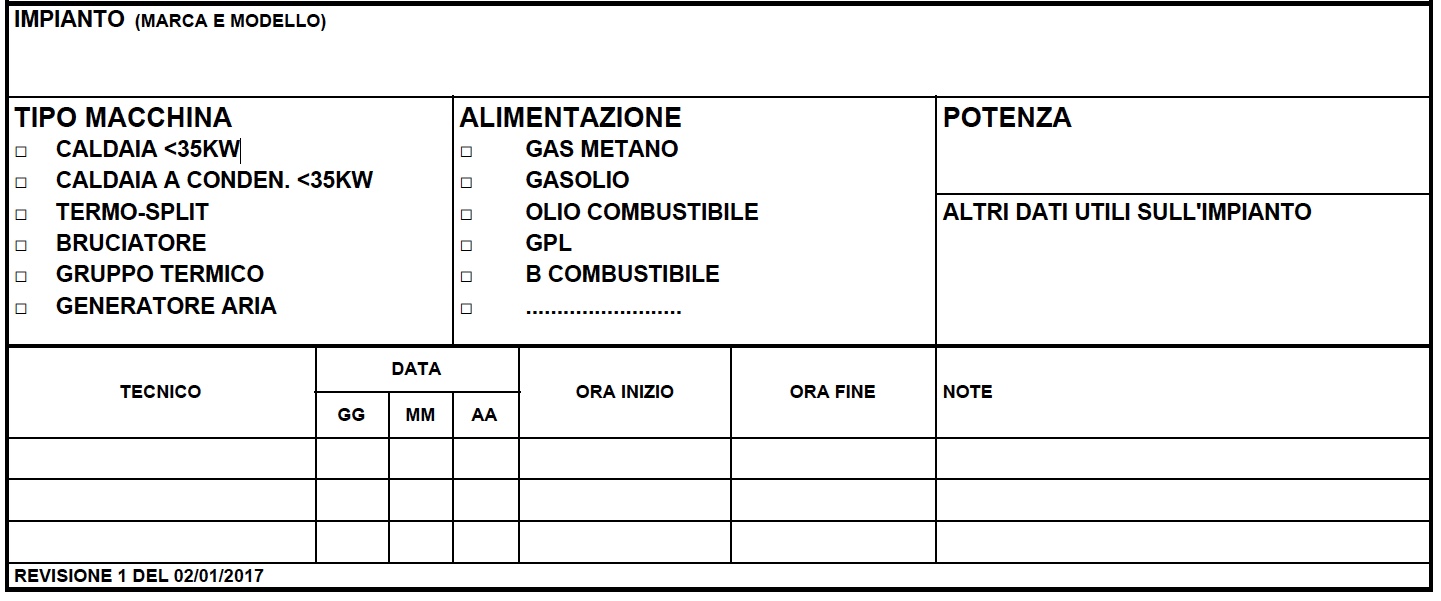 IMPIANTO (MARCA E MODELLO)
TIPO MACCHINA
□ CALDAIA <35KW
□ CALDAIA A CONDEN. <35KW
□ TERMO-SPLIT
□ BRUCIATORE
□ GRUPPO TERMICO
□ GENERATORE ARIA
ALIMENTAZIONE
□ GAS METANO
□ GASOLIO
□ OLIO COMBUSTIBILE
□ GPL
□ B COMBUSTIBILE
□ .........................
POTENZA
ALTRI DATI UTILI SULL'IMPIANTO
TECNICO
DATA
GG MM AA
ORA INIZIO
ORA FINE
NOTE
REVISIONE 1 DEL 02/01/2017